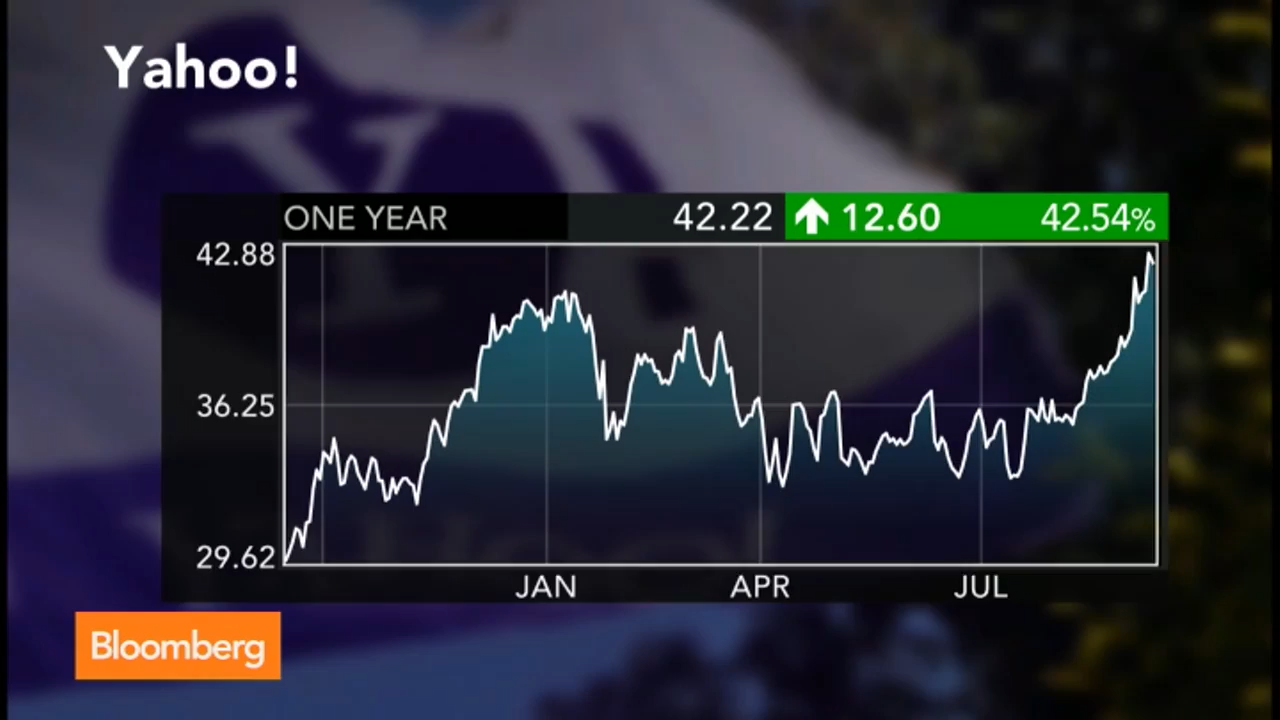 Yahoo!
ONE YEAR 42.22 12.60 42.54%
42.88
36.25
29.62
JAN APR JUL
Bloomberg